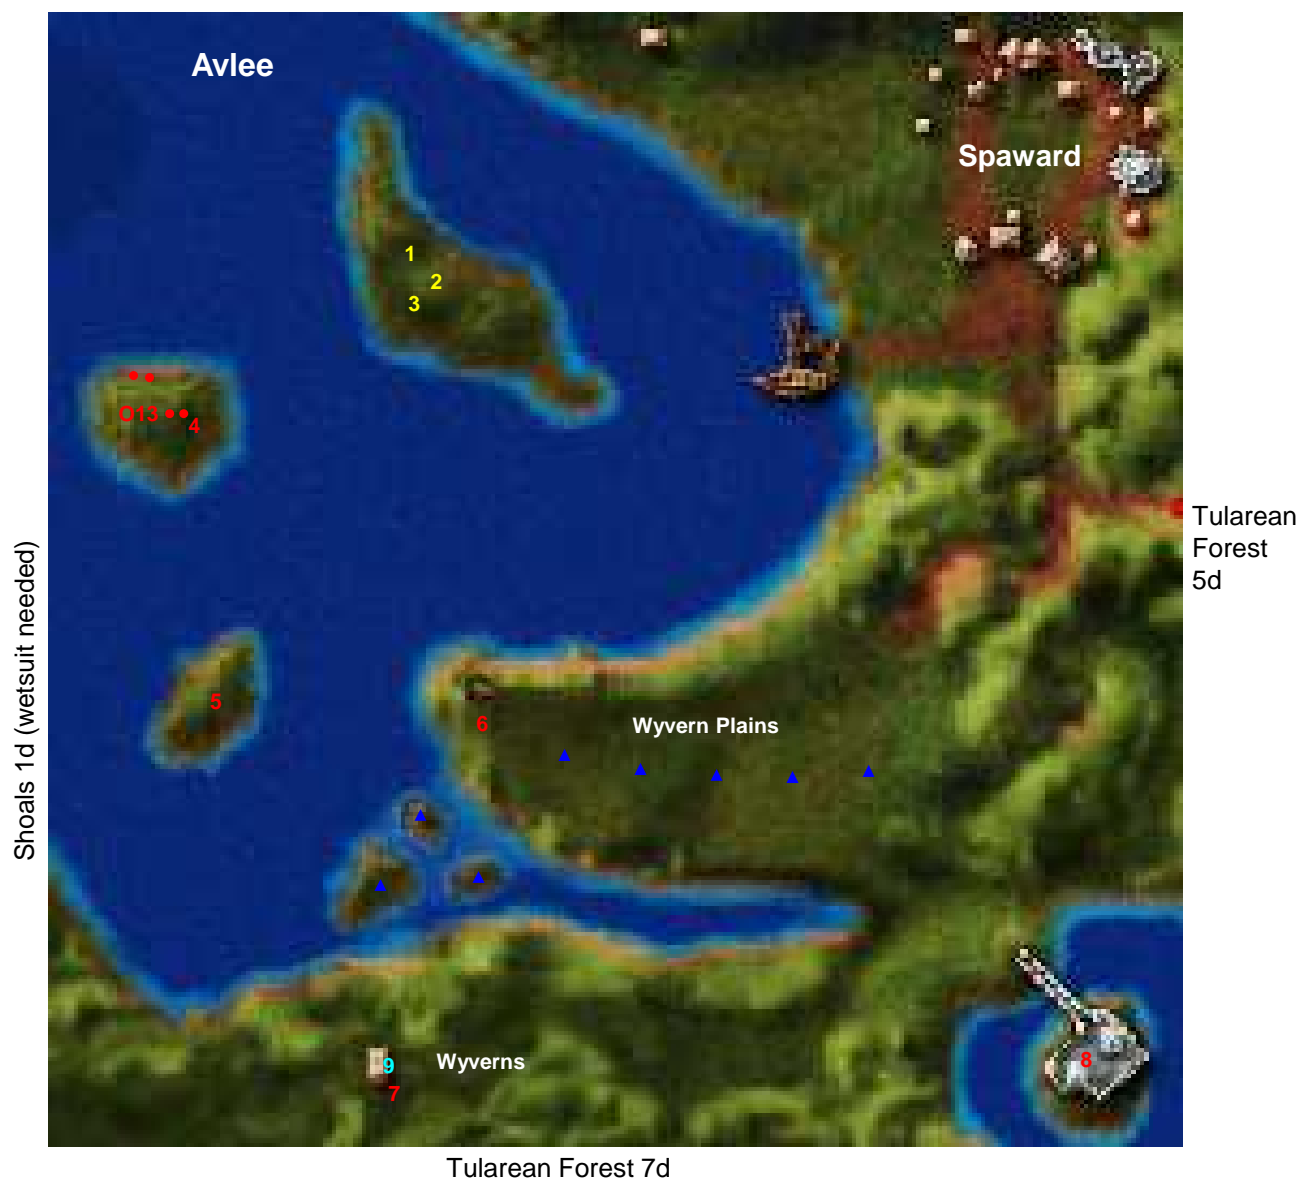 Avlee
Spaward
1
2
3
O13
4
Tularean
Forest
5d
Shoals 1d (wetsuit needed)
5
6
Wyvern Plains
9
Wyverns
7
8
Tularean Forest 7d